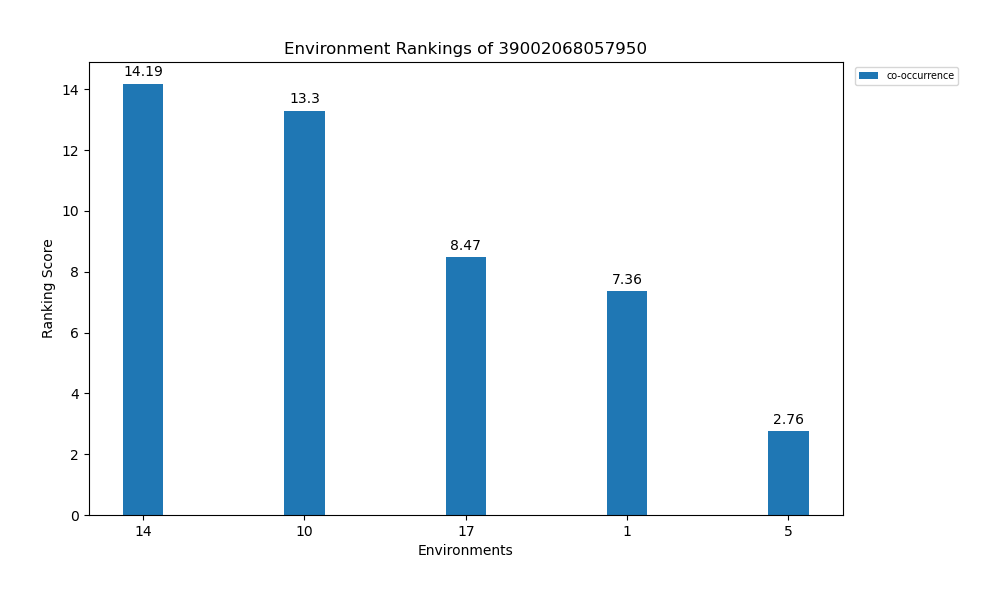 Environment Rankings of 39002068057950
co-occurrence
14.19
13.3
8.47
7.36
2.76
Ranking Score
14
12
10
8
6
4
2
0
14 10 17 1 5
Environments